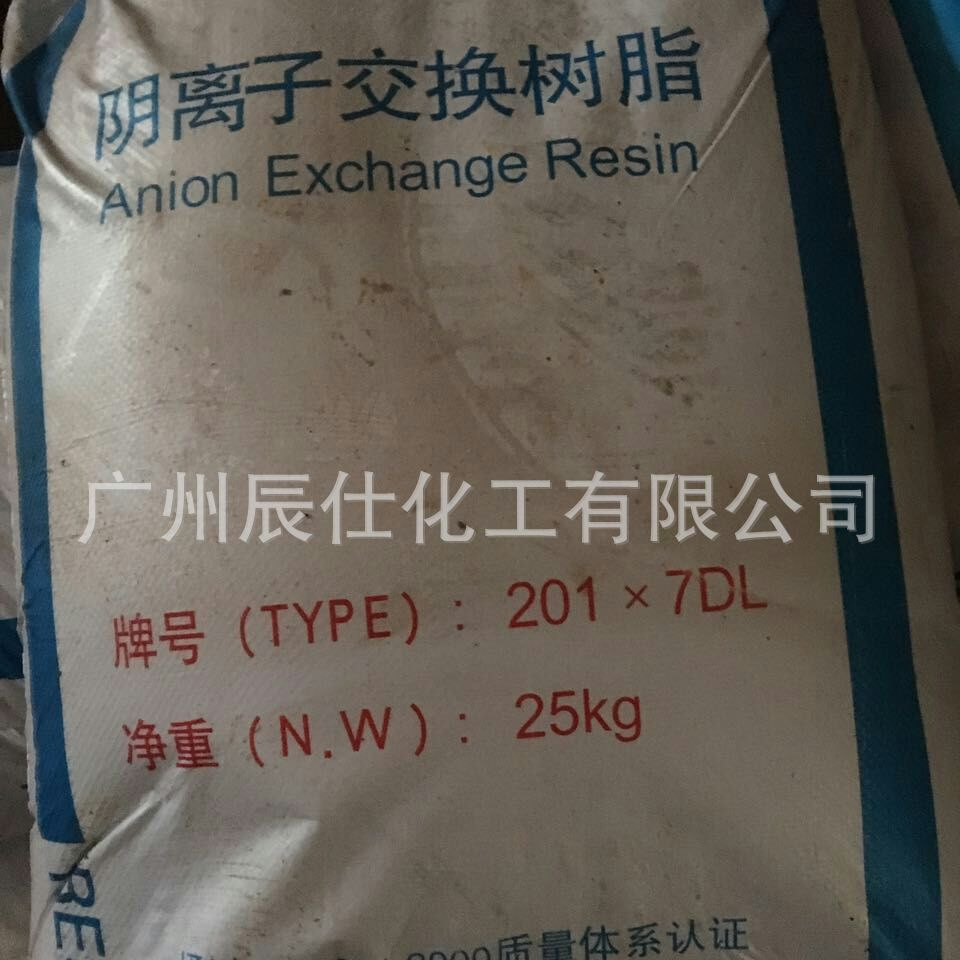 阴离子交换树脂
Anion Exchange Resin
广州辰仕化工有限公司
牌号（TYPE）：201×7DL
净重（N.W）：25kg
质量体系认证